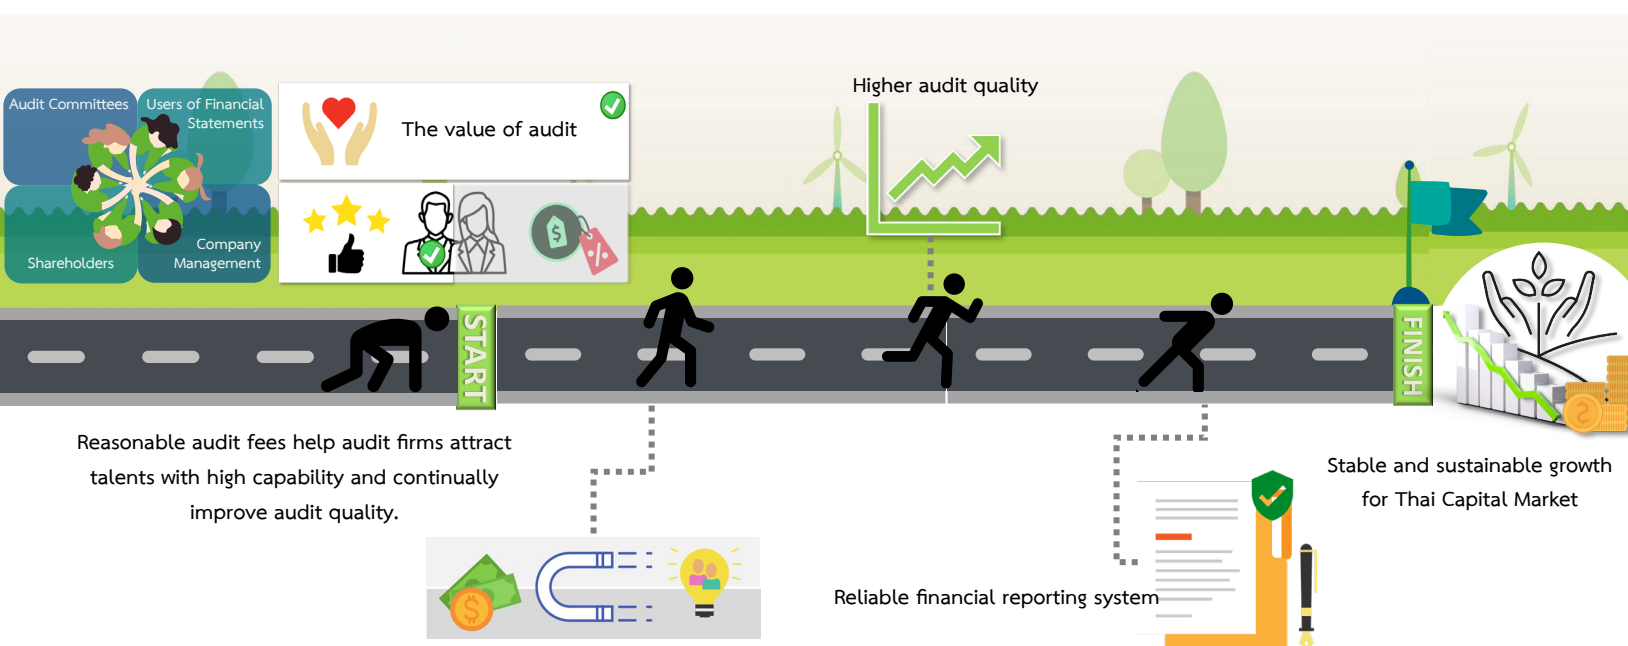 Audit Committees
Users of Financial
Statements
Shareholders
Company
Management
The value of audit
$
%
Higher audit quality
START
FINISH
Reasonable audit fees help audit firms attract
talents with high capability and continually
improve audit quality.
$
Reliable financial reporting system
$
Stable and sustainable growth
for Thai Capital Market